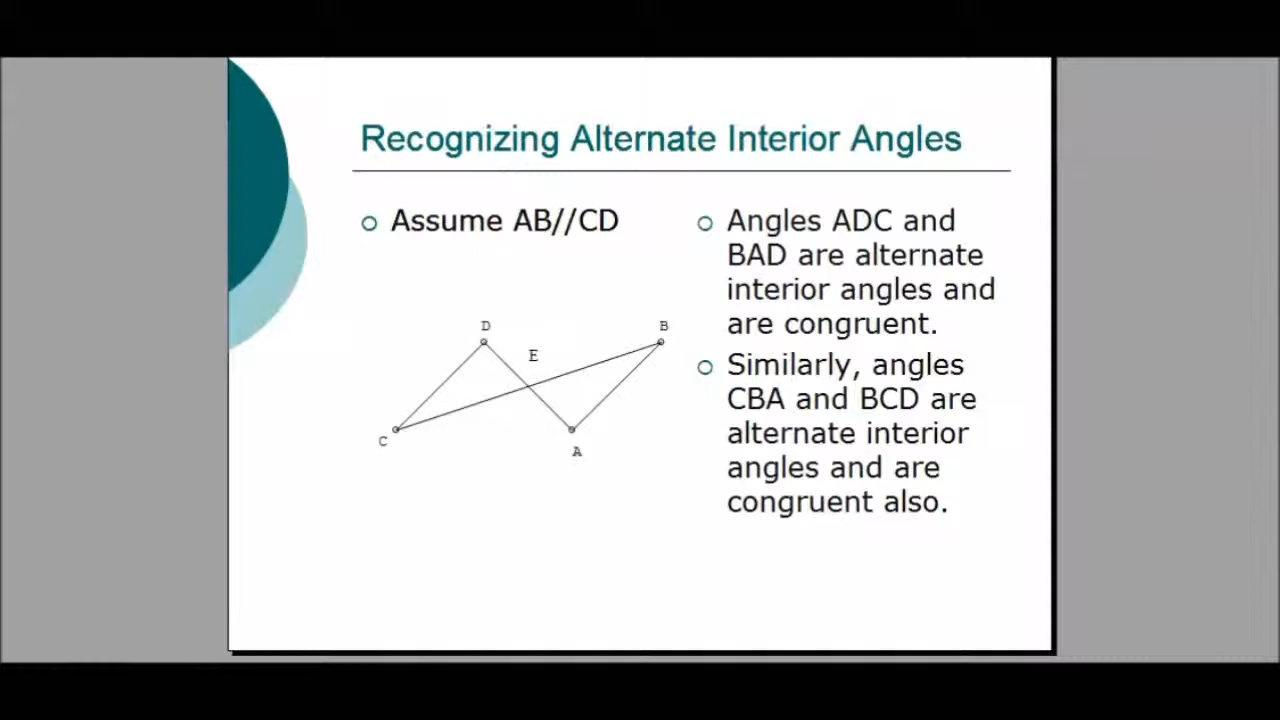 Recognizing Alternate Interior Angles
Assume AB//CD
D
B
E
C
A
Angles ADC and
BAD are alternate
interior angles and
are congruent.
Similarly, angles
CBA and BCD are
alternate interior
angles and are
congruent also.